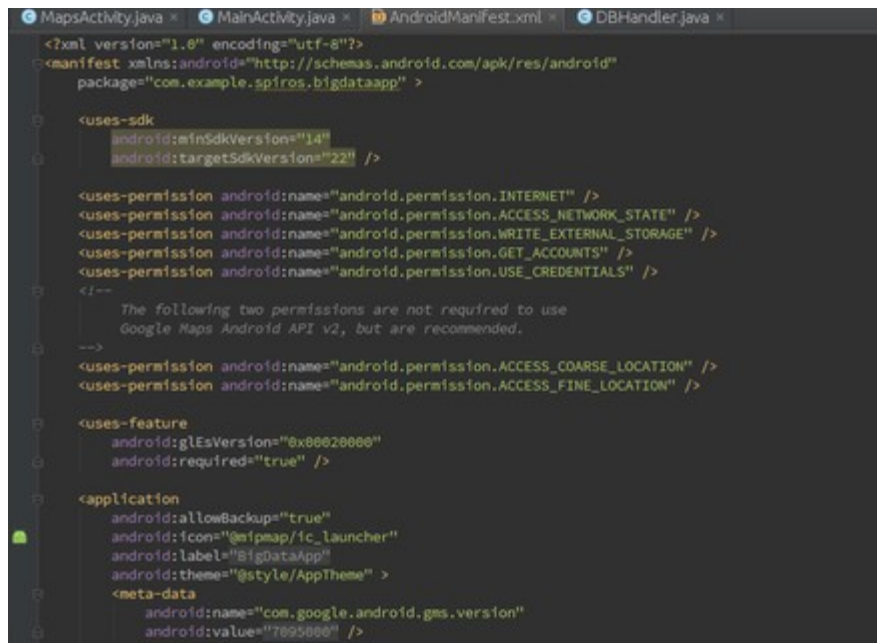 MapsActivity.java × MainActivity.java × AndroidManifest.xml × DBHandler.java ×
<?xml version="1.0" encoding="utf-8"?>
<manifest xmlns:android="http://schemas.android.com/apk/res/android"
package="com.example.spiros.bigdataapp" >
<uses-sdk
android:minSdkVersion="14"
android:targetSdkVersion="22" />
<uses-permission android:name="android.permission.INTERNET" />
<uses-permission android:name="android.permission.ACCESS_NETWORK_STATE" />
<uses-permission android:name="android.permission.WRITE_EXTERNAL_STORAGE" />
<uses-permission android:name="android.permission.GET_ACCOUNTS" />
<uses-permission android:name="android.permission.USE_CREDENTIALS" />
<!--
The following two permissions are not required to use
Google Maps Android API v2, but are recommended.
-->
<uses-permission android:name="android.permission.ACCESS_COARSE_LOCATION" />
<uses-permission android:name="android.permission.ACCESS_FINE_LOCATION" />
<uses-feature
android:glEsVersion="0x00020000"
android:required="true" />
<application
android:allowBackup="true"
android:icon="@mipmap/ic_launcher"
android:label="BigDataApp"
android:theme="@style/AppTheme" >
<meta-data
android:name="com.google.android.gms.version"
android:value="7095000" />